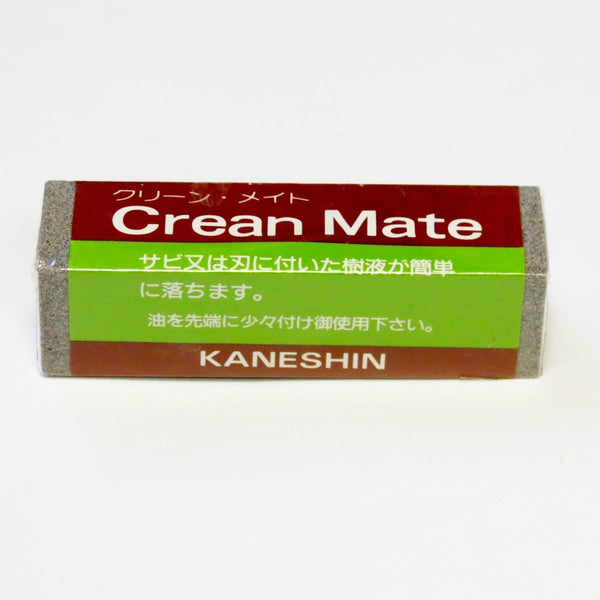 クリーン・メイト
Crean Mate
サビ又は刃に付いた樹液が簡単
に落ちます。
油を先端に少々付け御使用下さい。
KANESHIN